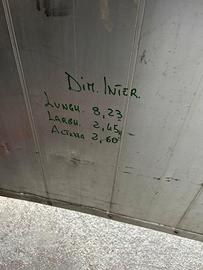 DIM. INTER.
LUNGH. 8,23
LARGH. 2,45
ALTEZZA 2,60